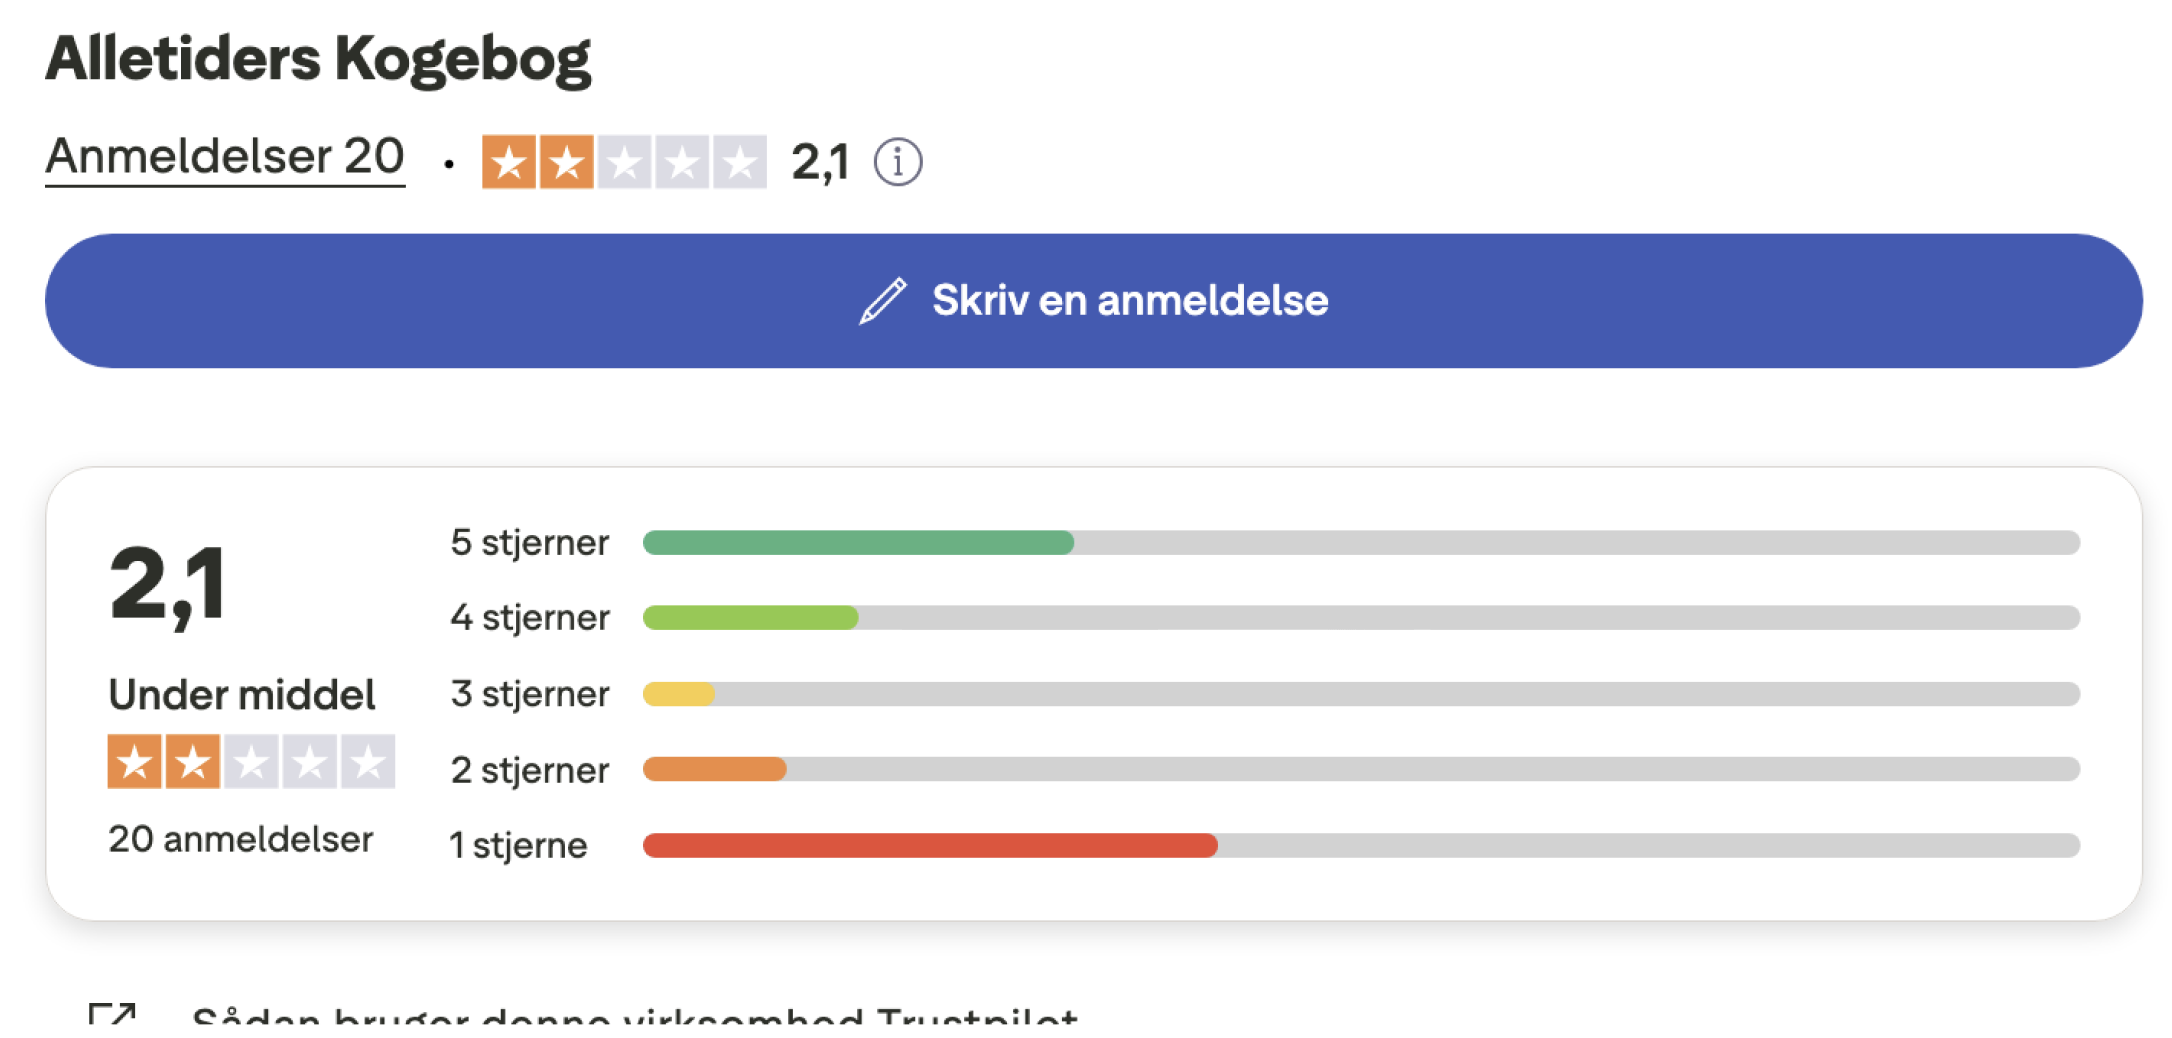 Alletiders Kogebog
Anmeldelser 20 · 2,1
Skriv en anmeldelse
2,1
Under middel
20 anmeldelser
5 stjerner
4 stjerner
3 stjerner
2 stjerner
1 stjerne
Sådan bruger denne virksomhed Trustpilot